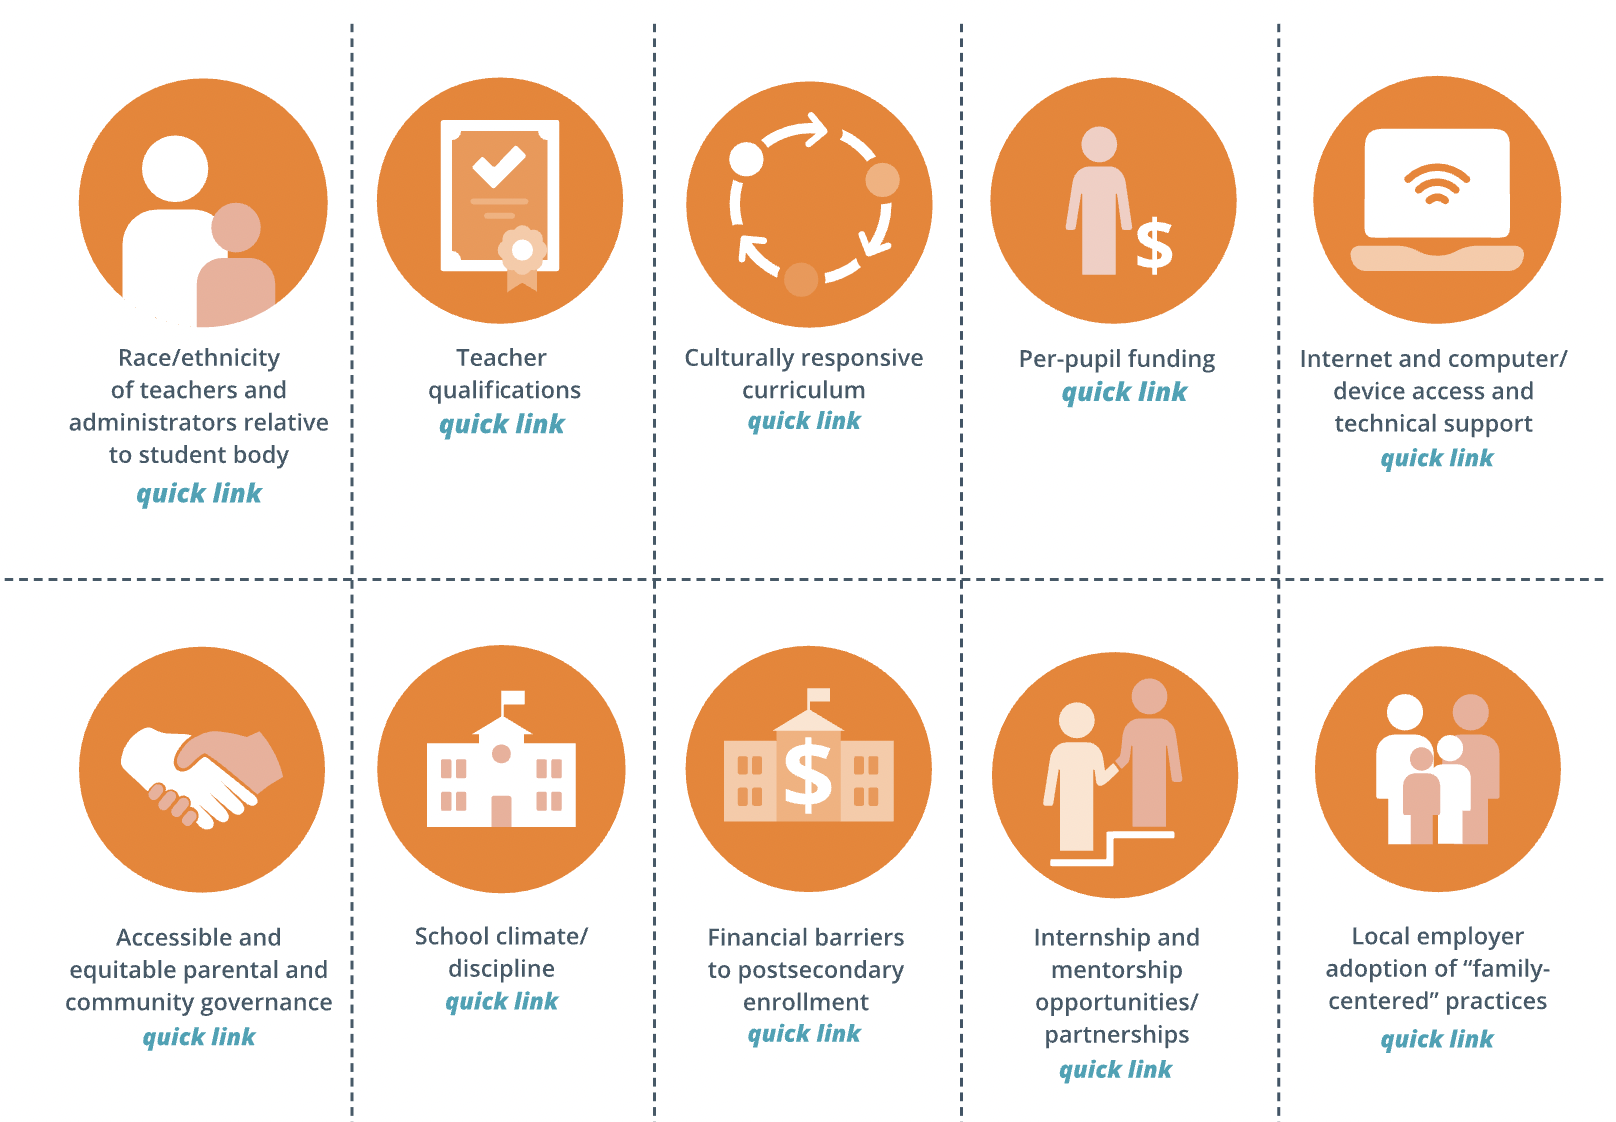 Race/ethnicity
of teachers and
administrators relative
to student body
quick link
Teacher
qualifications
quick link
Culturally responsive
curriculum
quick link
$
Per-pupil funding
quick link
Internet and computer/
device access and
technical support
quick link
Accessible and
equitable parental and
community governance
quick link
School climate/
discipline
quick link
$
Financial barriers
to postsecondary
enrollment
quick link
Internship and
mentorship
opportunities/
partnerships
quick link
Local employer
adoption of “family-
centered” practices
quick link